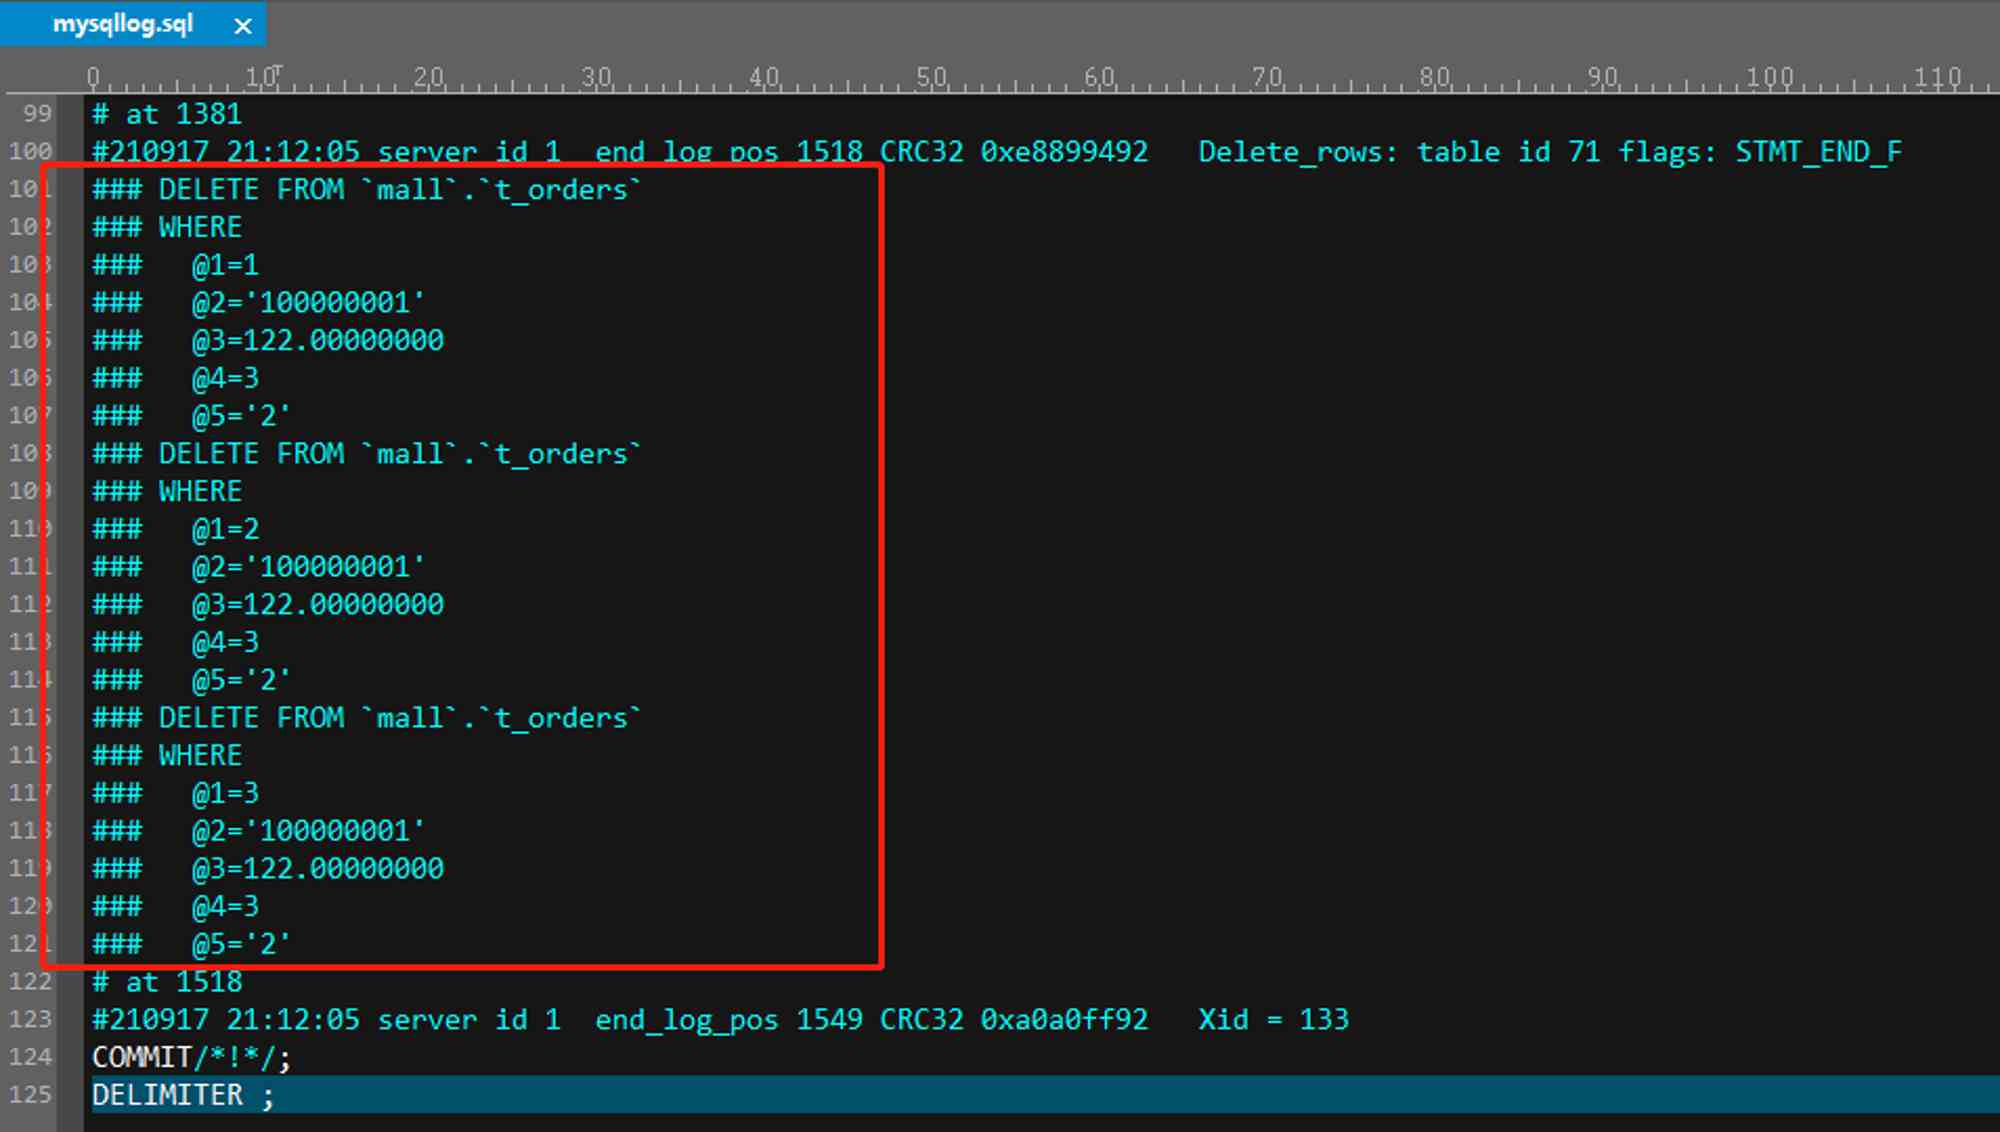 mysqllog.sql ×
0 10 20 30 40 50 60 70 80 90 100 110
99 # at 1381
100 #210917 21:12:05 server id 1  end_log_pos 1518 CRC32 0xe8899492   Delete_rows: table id 71 flags: STMT_END_F
101 ### DELETE FROM `mall`.`t_orders`
102 ### WHERE
103 ###   @1=1
104 ###   @2='100000001'
105 ###   @3=122.00000000
106 ###   @4=3
107 ###   @5='2'
108 ### DELETE FROM `mall`.`t_orders`
109 ### WHERE
110 ###   @1=2
111 ###   @2='100000001'
112 ###   @3=122.00000000
113 ###   @4=3
114 ###   @5='2'
115 ### DELETE FROM `mall`.`t_orders`
116 ### WHERE
117 ###   @1=3
118 ###   @2='100000001'
119 ###   @3=122.00000000
120 ###   @4=3
121 ###   @5='2'
122 # at 1518
123 #210917 21:12:05 server id 1  end_log_pos 1549 CRC32 0xa0a0ff92   Xid = 133
124 COMMIT/*!*/;
125 DELIMITER ;